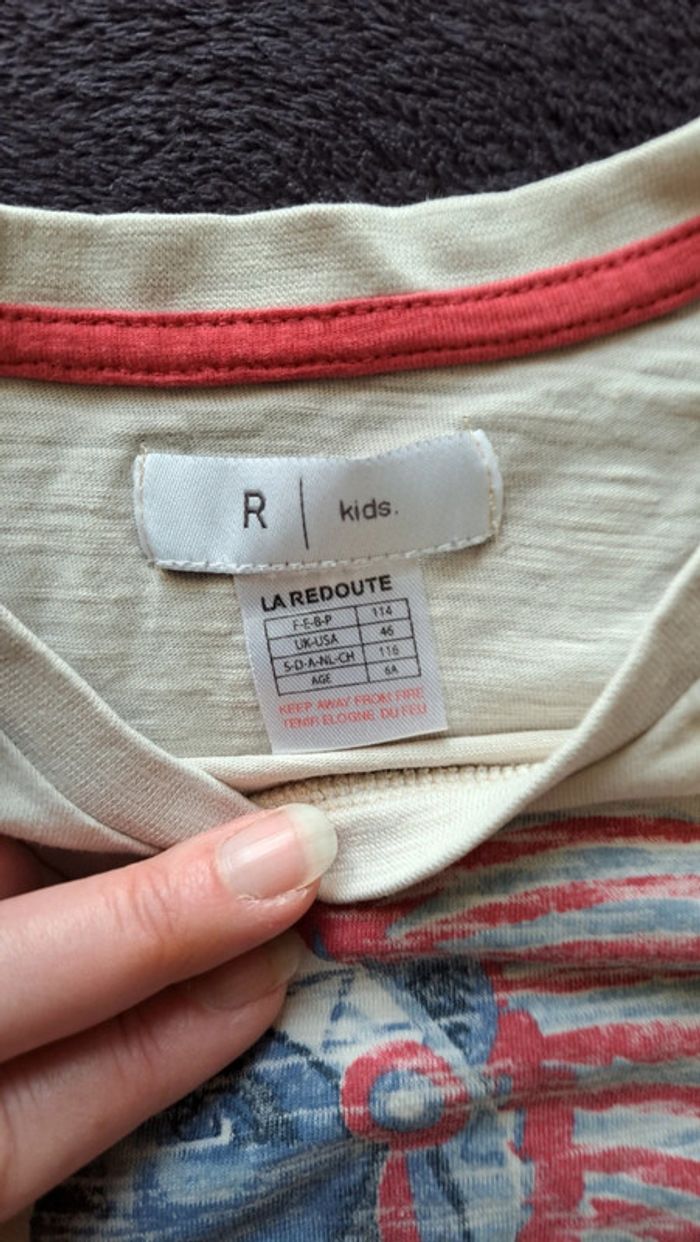 R | kids.
LA REDOUTE
F-E-B-P 114
UK-USA 46
S-D-A-NL-CH 116
AGE 6A
KEEP AWAY FROM FIRE
TENIR ELOGNE DU FEU